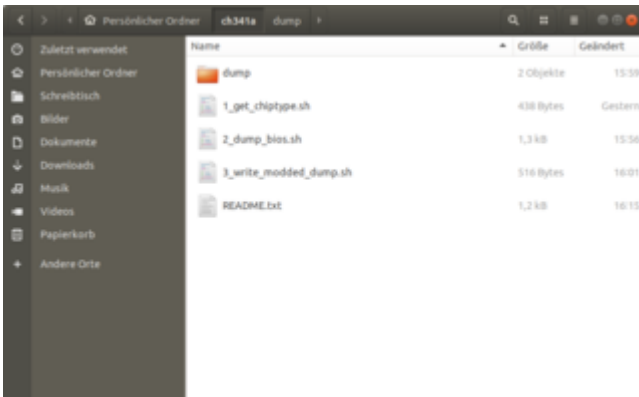 Persönlicher Ordner ch341a dump
Zuletzt verwendet
Persönlicher Ordner
Schreibtisch
Bilder
Dokumente
Downloads
Musik
Videos
Papierkorb
+ Andere Orte
Name Größe Geändert
dump 2 Objekte 15:59
1_get_chiptype.sh 438 Bytes Gestern
2_dump_bios.sh 1,3 kB 15:56
3_write_modded_dump.sh 516 Bytes 16:01
README.txt 1,2 kB 16:15